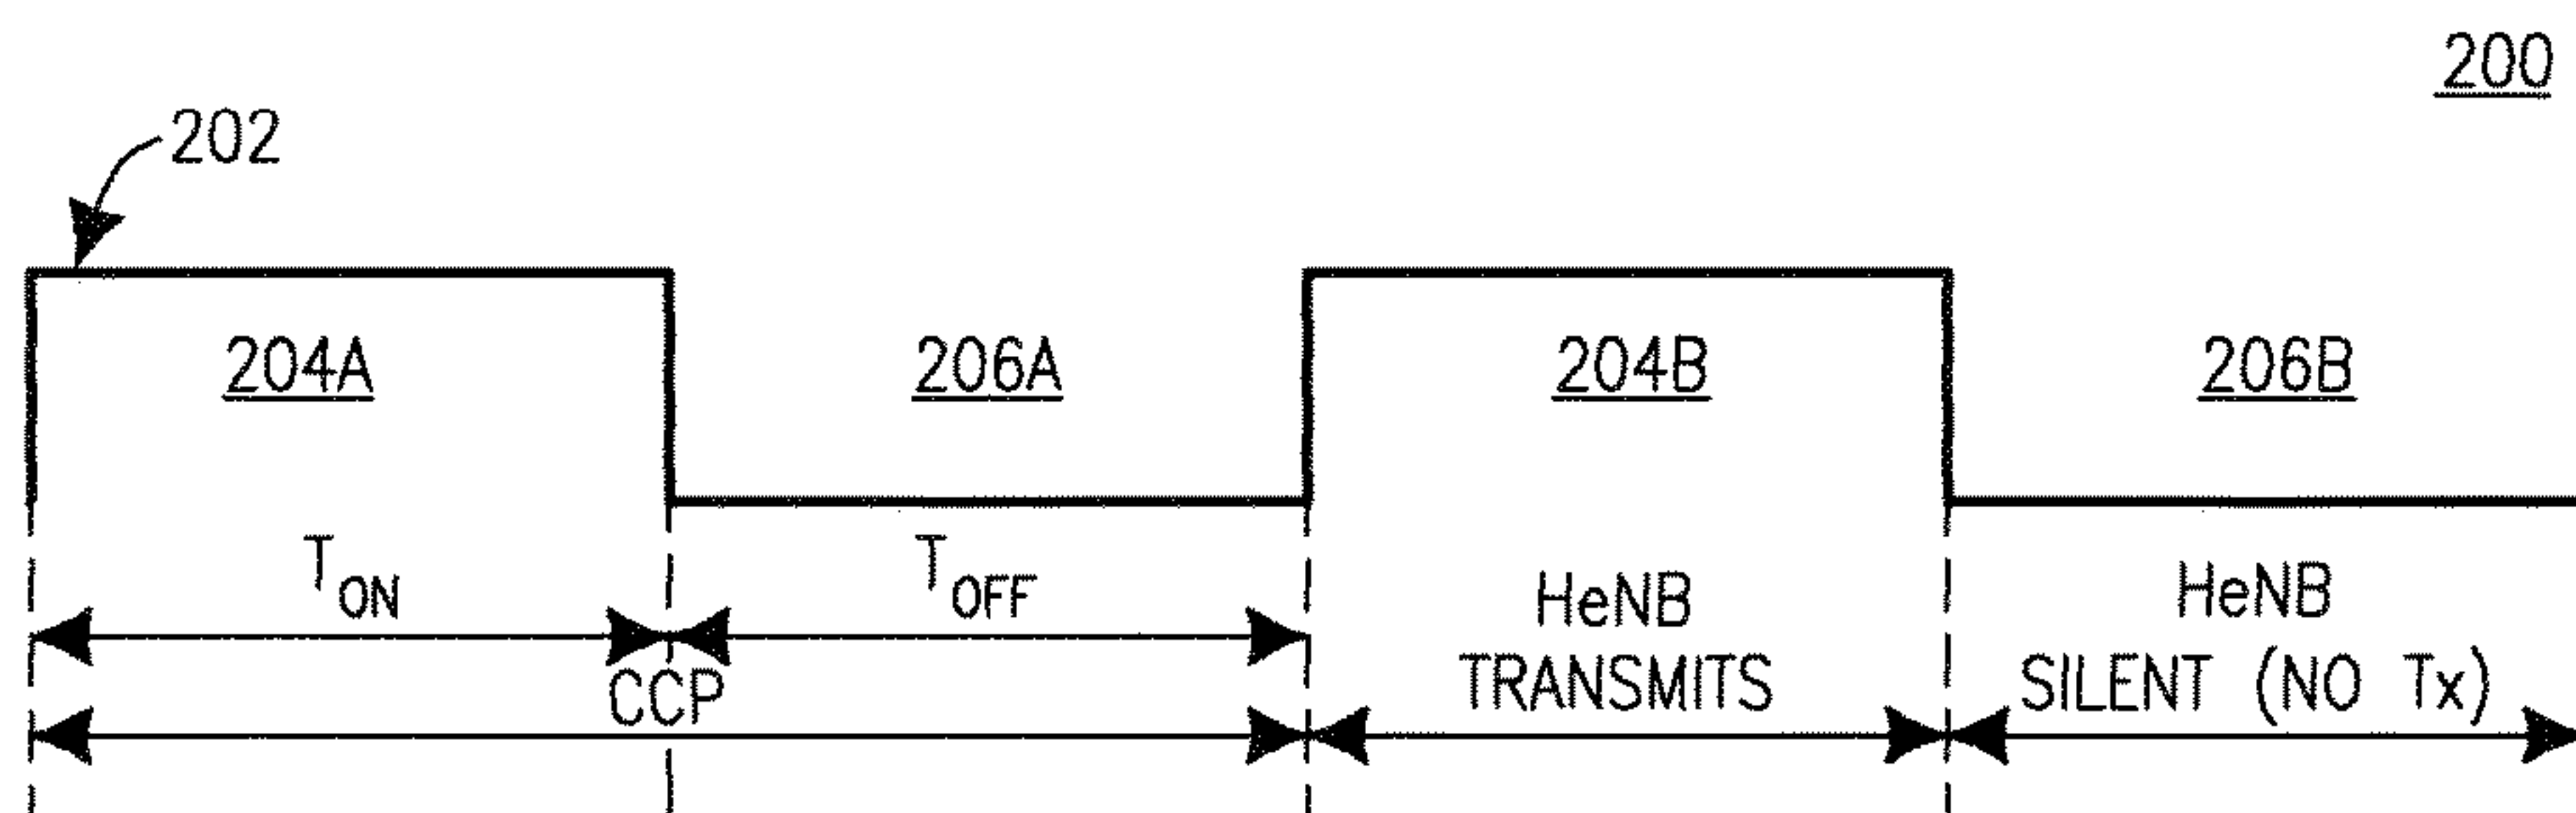 200
202
204A
206A
204B
206B
TON
TOFF
HeNB
TRANSMITS
HeNB
SILENT (NO Tx)
CCP